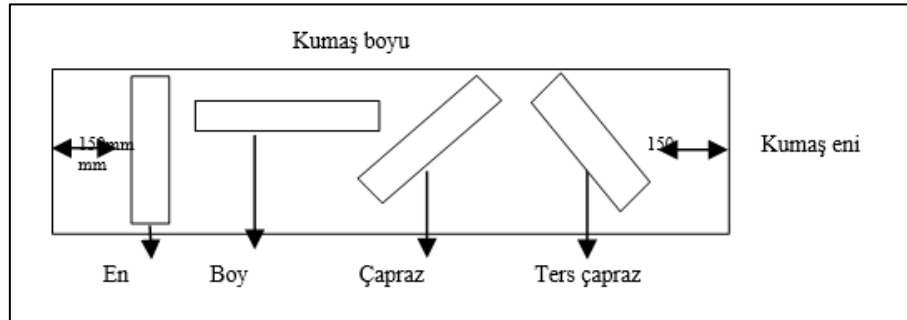 Kumaş boyu
150mm
mm
150
Kumaş eni
En
Boy
Çapraz
Ters çapraz